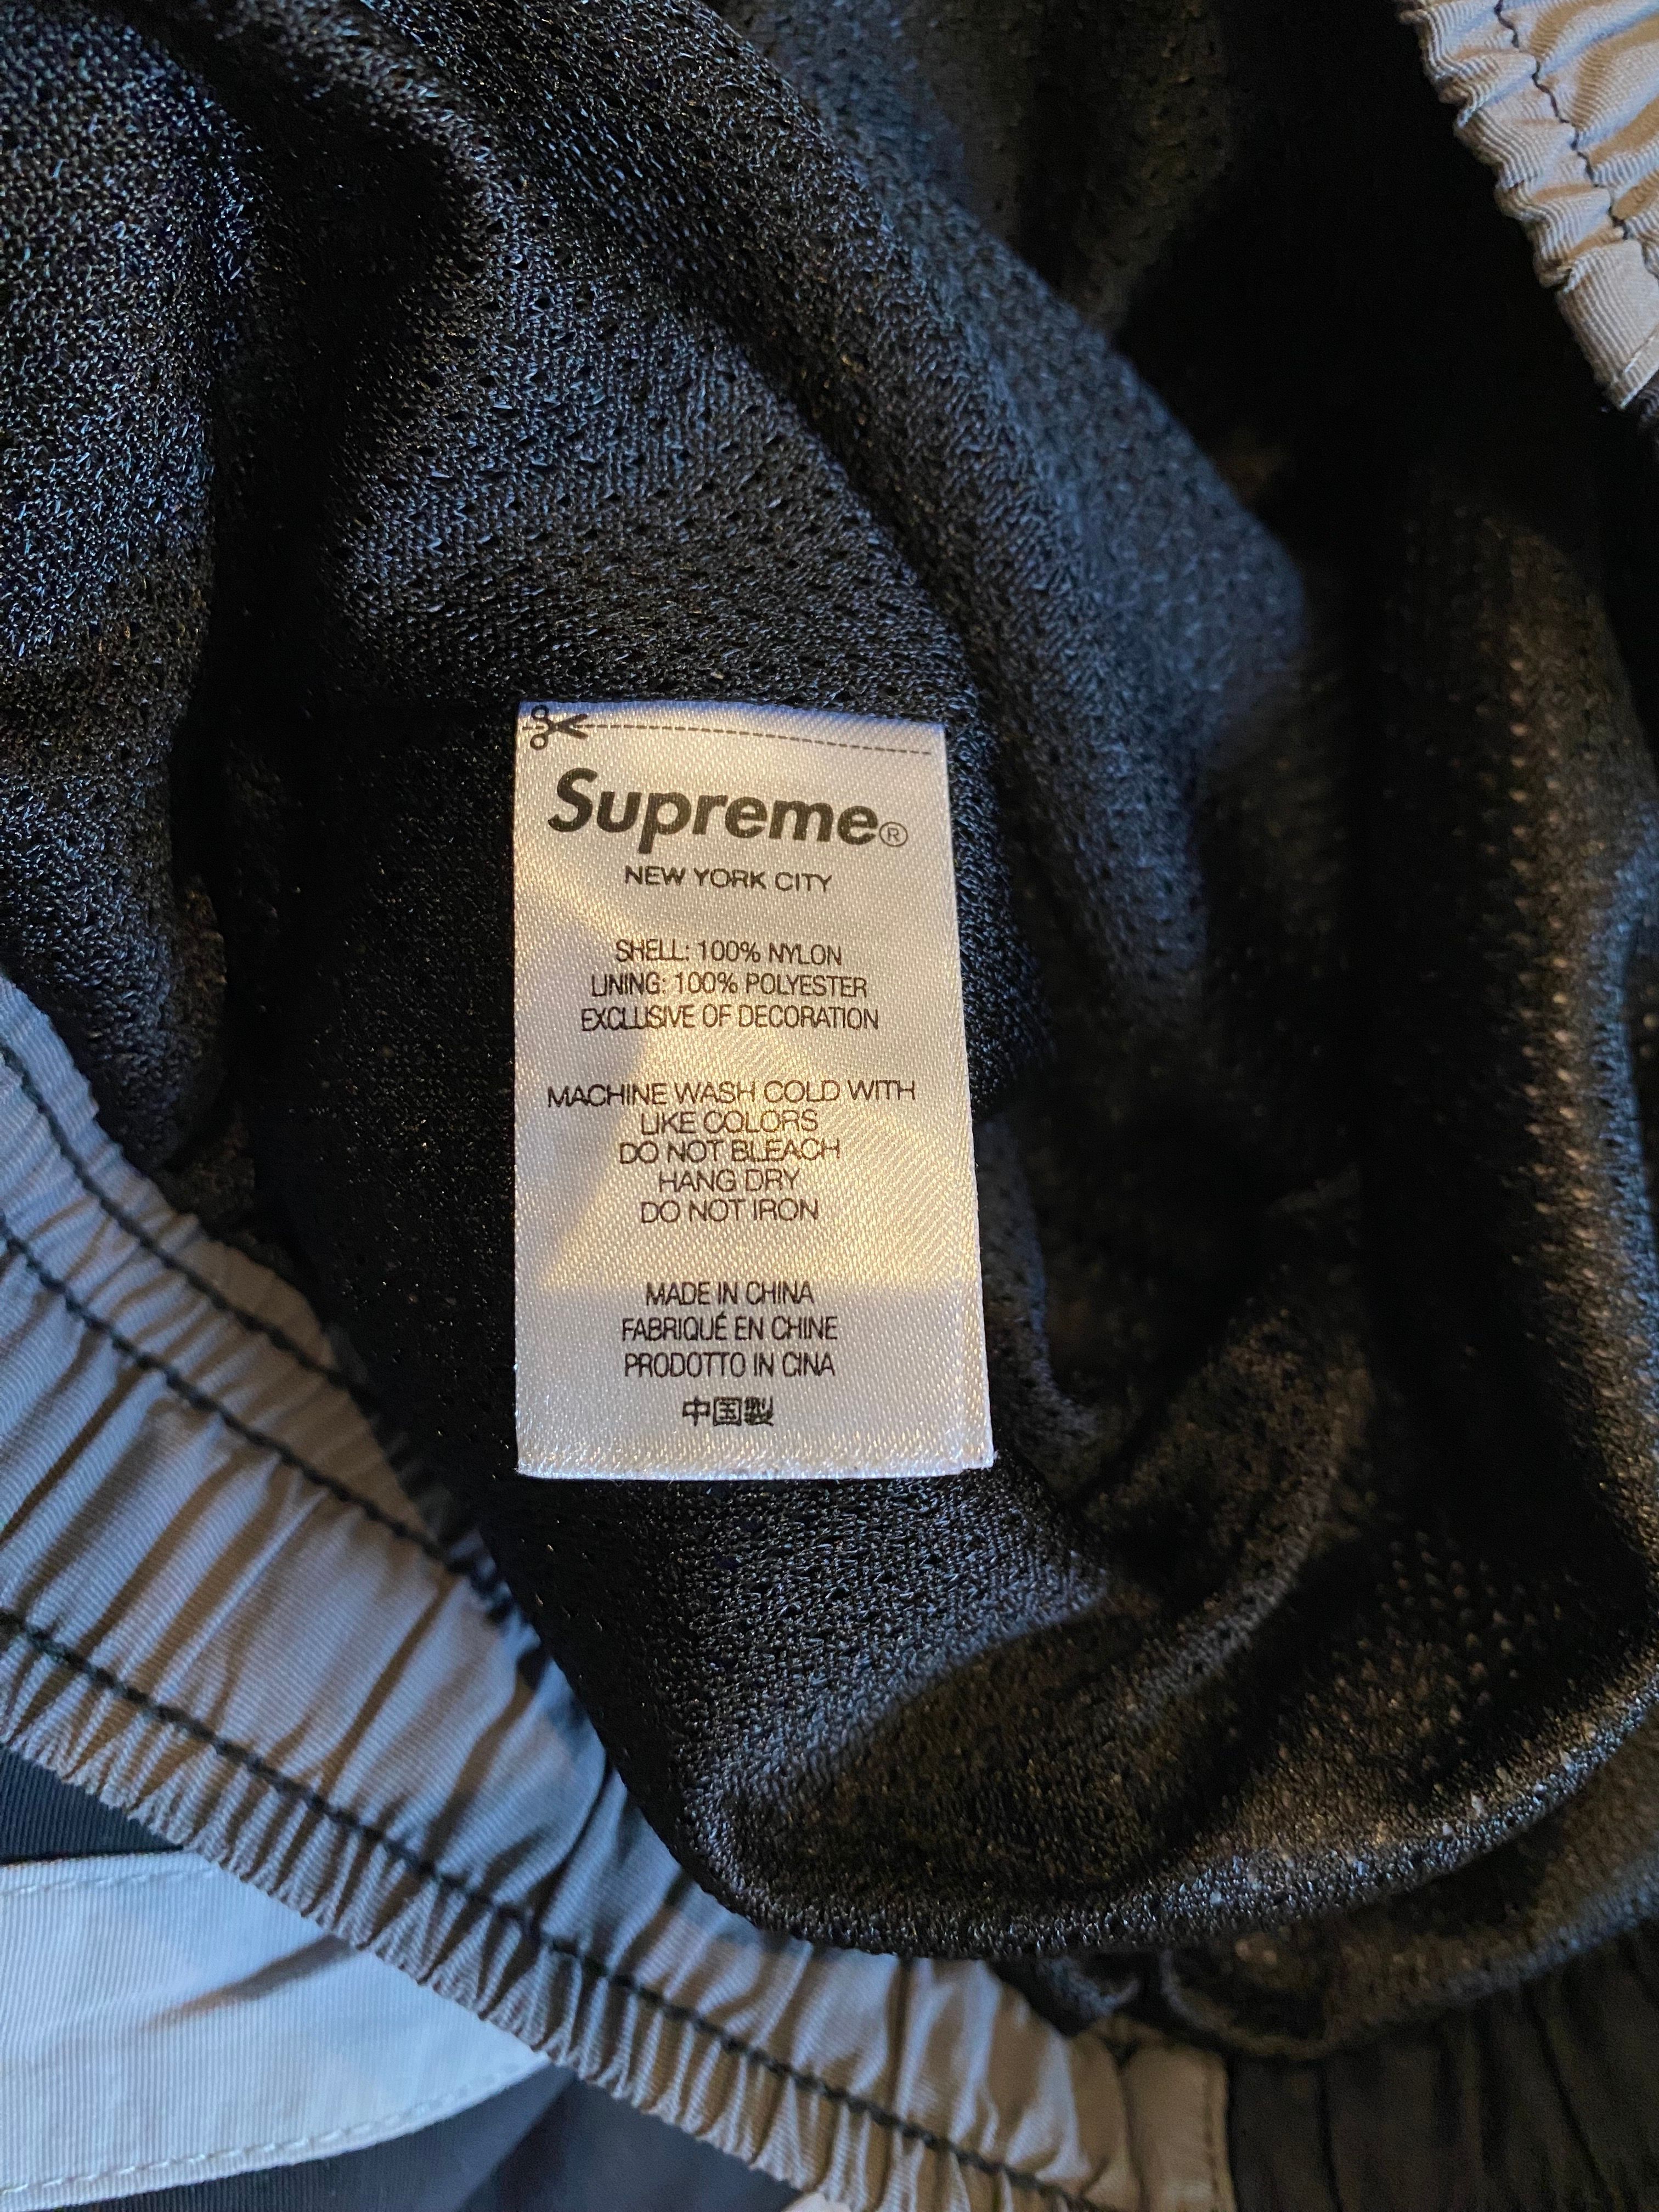 Supreme®
NEW YORK CITY
SHELL: 100% NYLON
LINING: 100% POLYESTER
EXCLUSIVE OF DECORATION
MACHINE WASH COLD WITH
LIKE COLORS
DO NOT BLEACH
HANG DRY
DO NOT IRON
MADE IN CHINA
FABRIQUÉ EN CHINE
PRODOTTO IN CINA
中国製